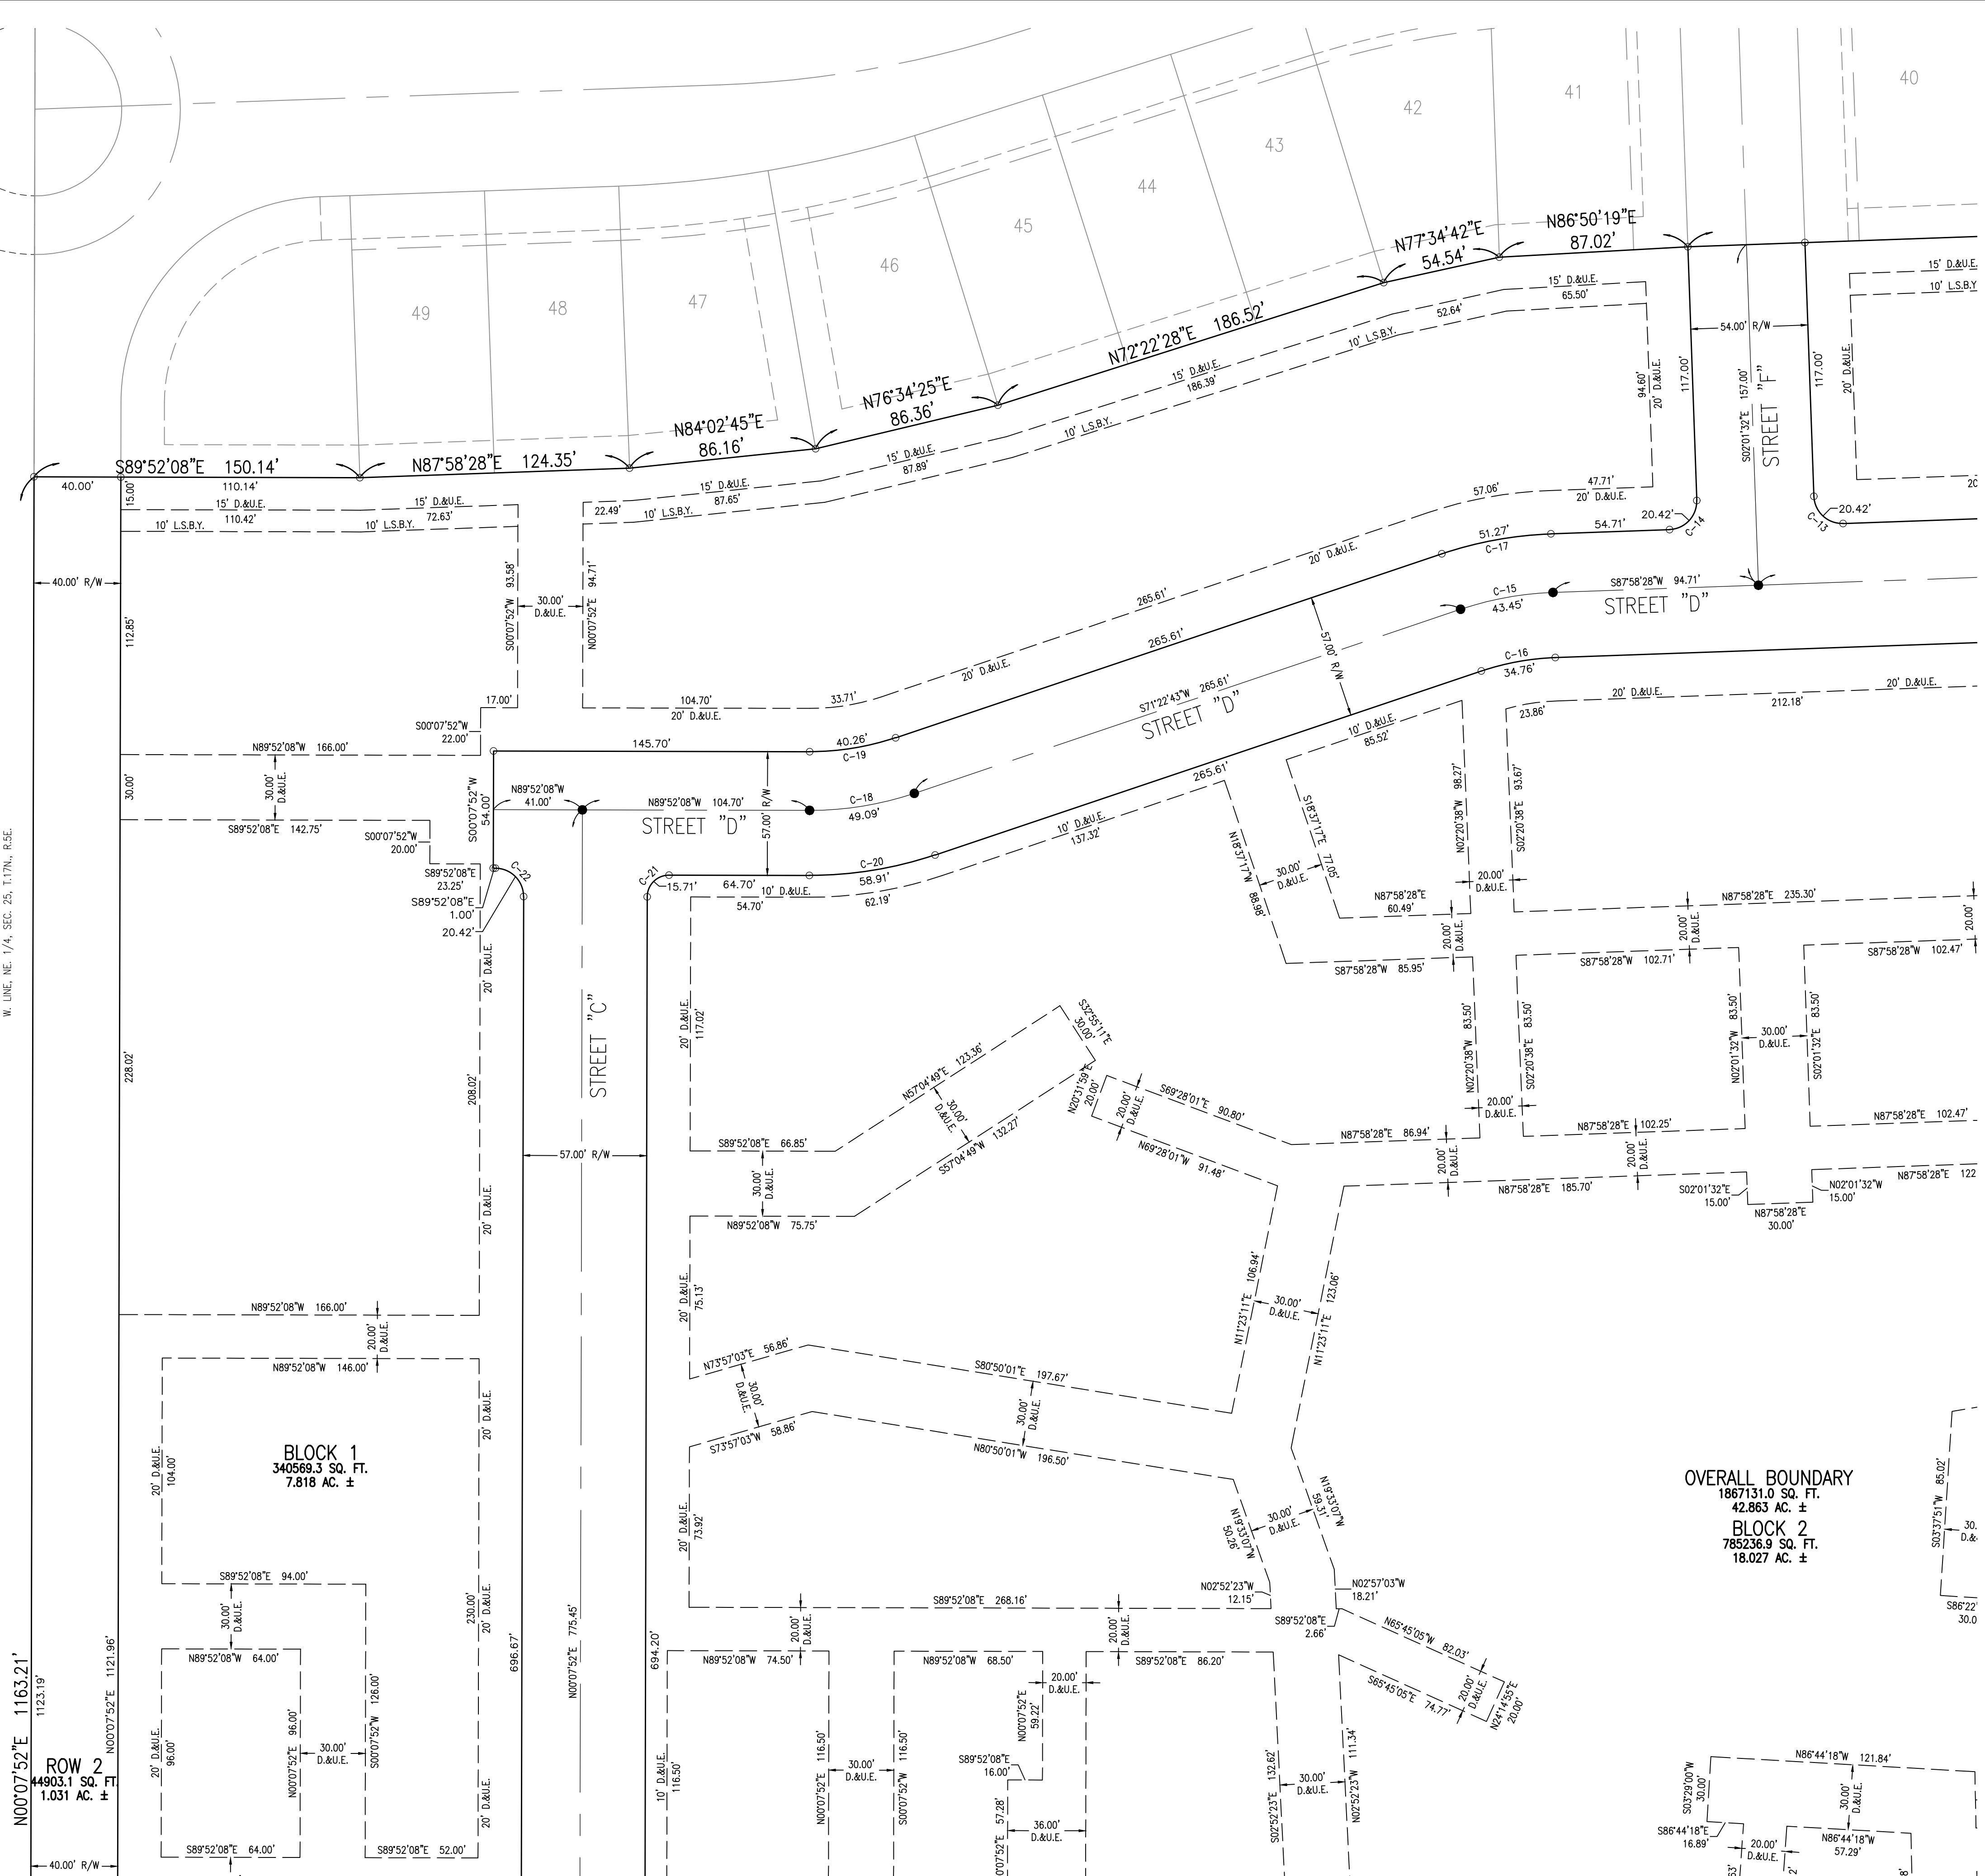 40
41
42
43
44
45
46
47
48
49
N86°50'19"E
87.02'
N77°34'42"E
54.54'
N72°22'28"E 186.52'
N76°34'25"E
86.36'
N84°02'45"E
86.16'
N87°58'28"E 124.35'
S89°52'08"E 150.14'
40.00'
110.14'
15.00'
15' D.&U.E.
110.42'
10' L.S.B.Y.
15' D.&U.E.
72.63'
10' L.S.B.Y.
22.49'
15' D.&U.E.
87.65'
10' L.S.B.Y.
15' D.&U.E.
87.89'
10' L.S.B.Y.
15' D.&U.E.
186.39'
10' L.S.B.Y.
52.64'
15' D.&U.E.
65.50'
94.60'
20' D.&U.E.
117.00'
54.00' R/W
S02°01'32"E 157.00'
STREET "F"
117.00'
20' D.&U.E.
15' D.&U.E.
10' L.S.B.Y
20
47.71'
20' D.&U.E.
57.06'
20.42'
C-14
20.42'
C-13
51.27'
C-17
54.71'
C-15
43.45'
S87°58'28"W 94.71'
STREET "D"
C-16
34.76'
20' D.&U.E.
20' D.&U.E.
212.18'
23.86'
20' D.&U.E.
265.61'
20' D.&U.E.
265.61'
57.00' R/W
S71°22'43"W 265.61'
STREET "D"
265.61'
10' D.&U.E.
85.52'
10' D.&U.E.
137.32'
40.00' R/W
112.85'
S00°07'52"W 93.58'
30.00'
D.&U.E.
N00°07'52"E 94.71'
17.00'
S00°07'52"W
22.00'
104.70'
20' D.&U.E.
33.71'
145.70'
40.26'
C-19
N89°52'08"W 166.00'
30.00'
30.00'
D.&U.E.
S89°52'08"E 142.75'
S00°07'52"W
20.00'
S00°07'52"W
54.00'
N89°52'08"W
41.00'
N89°52'08"W 104.70'
STREET "D"
57.00' R/W
C-18
49.09'
S89°52'08"E
23.25'
S89°52'08"E
1.00'
20.42'
C-22
C-21
15.71'
64.70'
10' D.&U.E.
54.70'
C-20
58.91'
62.19'
W. LINE, NE. 1/4, SEC. 25, T.17N., R.5E.
228.02'
20' D.&U.E.
208.02'
20' D.&U.E.
STREET "C"
57.00' R/W
20' D.&U.E.
117.02'
S89°52'08"E 66.85'
N57°04'49"E 123.36'
30.00'
D.&U.E.
S57°04'49"W 132.27'
S32°55'11"E
30.00'
30.00'
D.&U.E.
N89°52'08"W 75.75'
20' D.&U.E.
75.13'
N20°31'59"E
20.00'
20.00'
D.&U.E.
S69°28'01"E 90.80'
N69°28'01"W 91.48'
N18°37'17"W 88.98'
30.00'
D.&U.E.
S18°37'17"E 77.05'
N87°58'28"E
60.49'
N02°20'38"W 98.27'
20.00'
D.&U.E.
S02°20'38"E 93.67'
20.00'
D.&U.E.
S87°58'28"W 85.95'
N87°58'28"E 235.30'
20.00'
D.&U.E.
20.00'
S87°58'28"W 102.71'
S87°58'28"W 102.47'
N02°20'38"W 83.50'
S02°20'38"E 83.50'
N02°01'32"W 83.50'
30.00'
D.&U.E.
S02°01'32"E 83.50'
20.00'
D.&U.E.
N87°58'28"E 86.94'
N87°58'28"E 102.25'
N87°58'28"E 102.47'
20.00'
D.&U.E.
20.00'
D.&U.E.
N87°58'28"E 185.70'
S02°01'32"E
15.00'
N87°58'28"E
30.00'
N02°01'32"W
15.00'
N87°58'28"E 122
N11°23'11"E 106.94'
30.00'
D.&U.E.
N11°23'11"E 123.06'
N89°52'08"W 166.00'
20.00'
D.&U.E.
N89°52'08"W 146.00'
20' D.&U.E.
20' D.&U.E.
104.00'
BLOCK 1
340569.3 SQ. FT.
7.818 AC. ±
N73°57'03"E 56.86'
30.00'
D.&U.E.
S73°57'03"W 58.86'
S80°50'01"E 197.67'
30.00'
D.&U.E.
N80°50'01"W 196.50'
20' D.&U.E.
73.92'
N19°33'07"W
50.26'
30.00'
D.&U.E.
N19°33'07"W
59.31'
N02°52'23"W
12.15'
N02°57'03"W
18.21'
S89°52'08"E
2.66'
OVERALL BOUNDARY
1867131.0 SQ. FT.
42.863 AC. ±
BLOCK 2
785236.9 SQ. FT.
18.027 AC. ±
S03°37'51"W 85.02'
30.
D.&
S86°22'
30.0
S89°52'08"E 94.00'
30.00'
D.&U.E.
230.00'
20' D.&U.E.
S89°52'08"E 268.16'
20.00'
D.&U.E.
20.00'
D.&U.E.
N65°45'05"W 82.03'
20.00'
D.&U.E.
S65°45'05"E 74.77'
N24°14'55"E
20.00'
N00°07'52"E 1163.21'
1123.19'
N00°07'52"E 1121.96'
ROW 2
44903.1 SQ. FT.
1.031 AC. ±
40.00' R/W
N89°52'08"W 64.00'
20' D.&U.E.
96.00'
N00°07'52"E 96.00'
30.00'
D.&U.E.
S00°07'52"W 126.00'
20' D.&U.E.
S89°52'08"E 64.00'
S89°52'08"E 52.00'
696.67'
N00°07'52"E 775.45'
694.20'
N89°52'08"W 74.50'
10' D.&U.E.
116.50'
N00°07'52"E 116.50'
30.00'
D.&U.E.
S00°07'52"W 116.50'
N89°52'08"W 68.50'
20.00'
D.&U.E.
N00°07'52"E
59.22'
S89°52'08"E
16.00'
57.28'
36.00'
D.&U.E.
S89°52'08"E 86.20'
S02°52'23"E 132.62'
30.00'
D.&U.E.
N02°52'23"W 111.34'
N86°44'18"W 121.84'
S03°29'00"W
30.00'
30.00'
D.&U.E.
S86°44'18"E
16.89'
20.00'
D.&U.E.
N86°44'18"W
57.29'